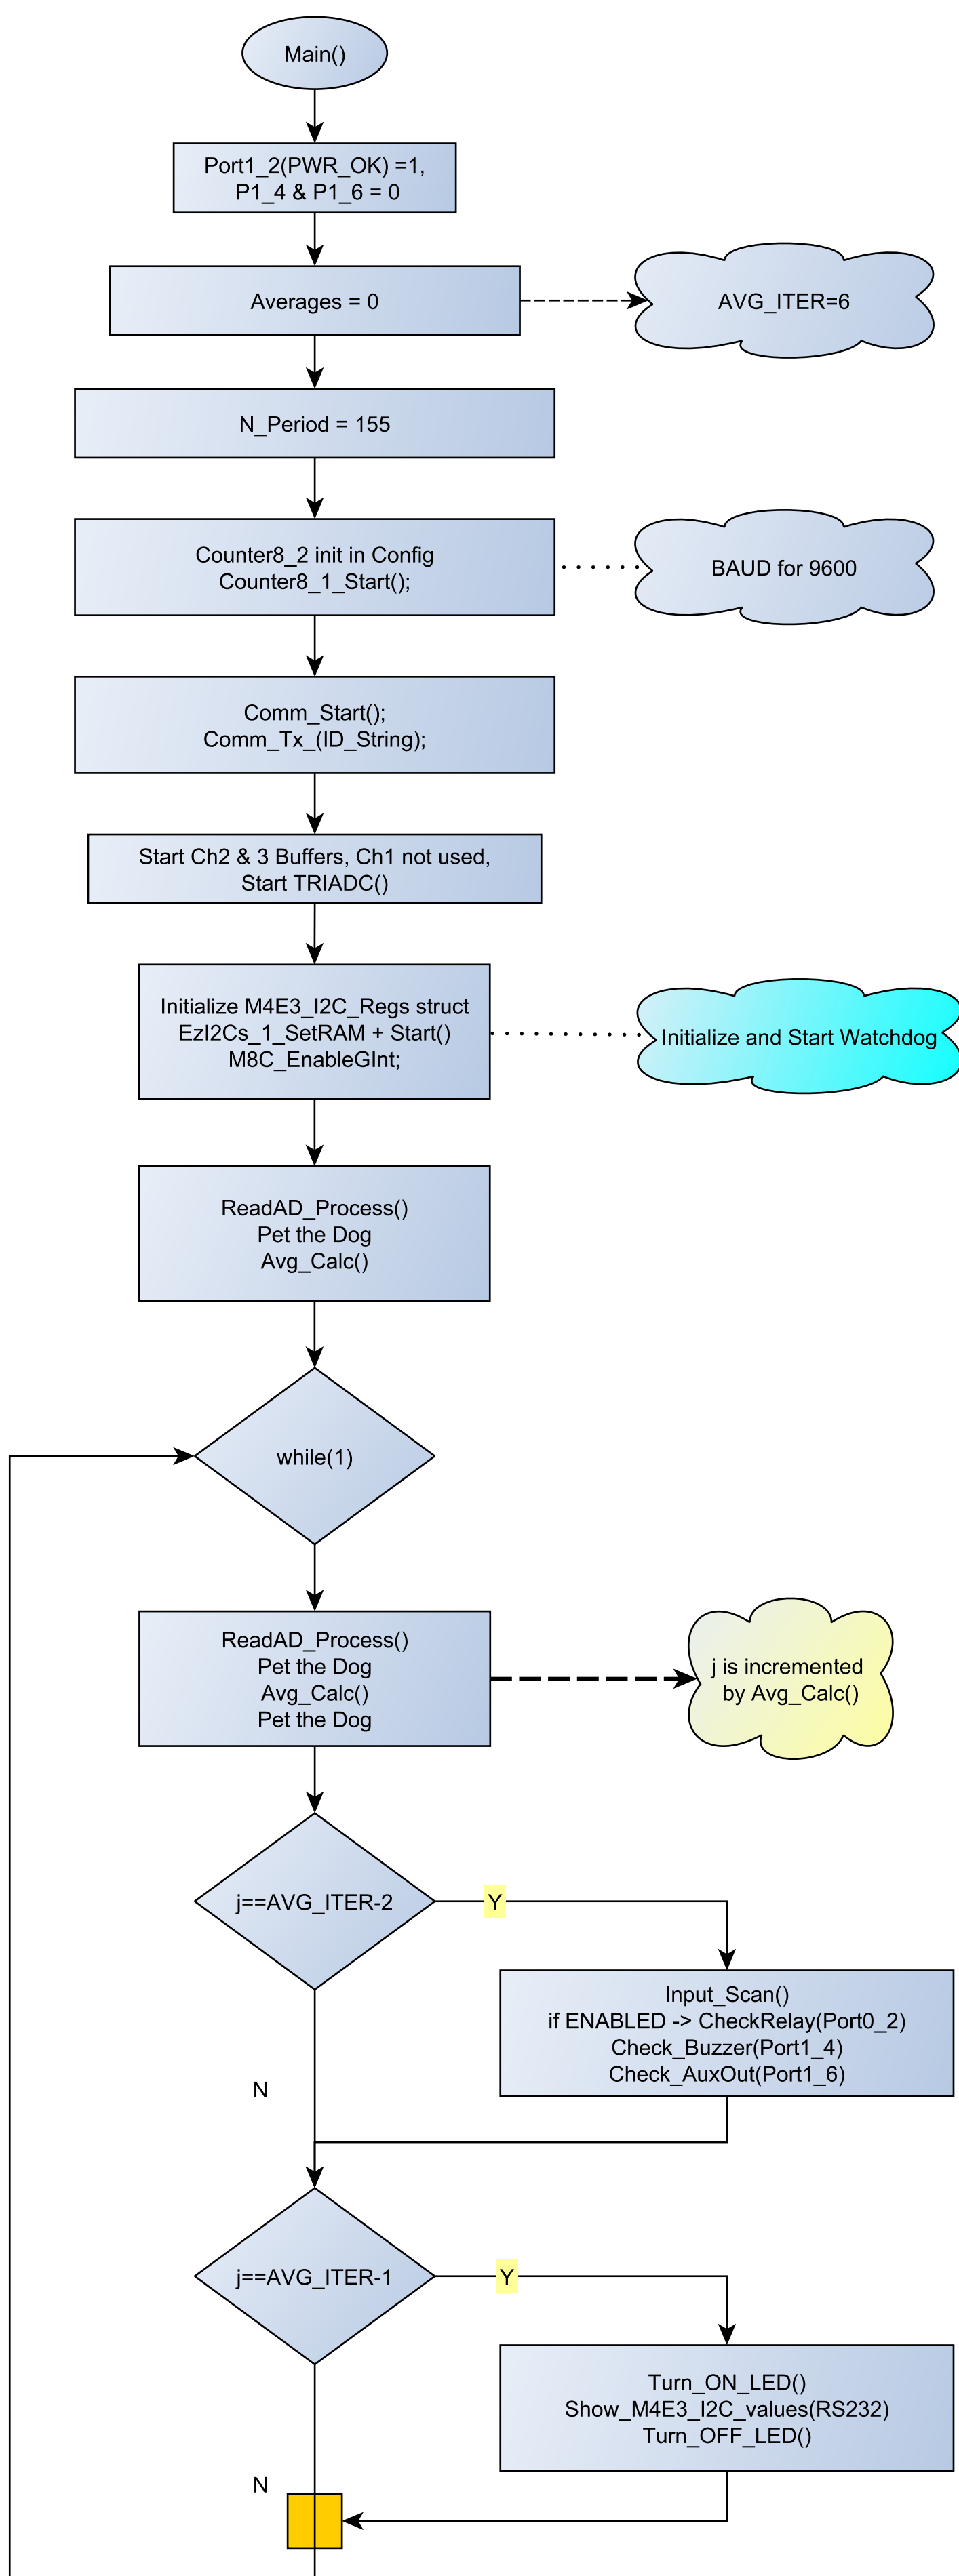 Main()
Port1_2(PWR_OK) =1,
P1_4 & P1_6 = 0
Averages = 0
AVG_ITER=6
N_Period = 155
Counter8_2 init in Config
Counter8_1_Start();
BAUD for 9600
Comm_Start();
Comm_Tx_(ID_String);
Start Ch2 & 3 Buffers, Ch1 not used,
Start TRIADC()
Initialize M4E3_I2C_Regs struct
EzI2Cs_1_SetRAM + Start()
M8C_EnableGInt;
Initialize and Start Watchdog
ReadAD_Process()
Pet the Dog
Avg_Calc()
while(1)
ReadAD_Process()
Pet the Dog
Avg_Calc()
Pet the Dog
j is incremented
by Avg_Calc()
j==AVG_ITER-2
Y
Input_Scan()
if ENABLED -> CheckRelay(Port0_2)
Check_Buzzer(Port1_4)
Check_AuxOut(Port1_6)
N
j==AVG_ITER-1
Y
Turn_ON_LED()
Show_M4E3_I2C_values(RS232)
Turn_OFF_LED()
N